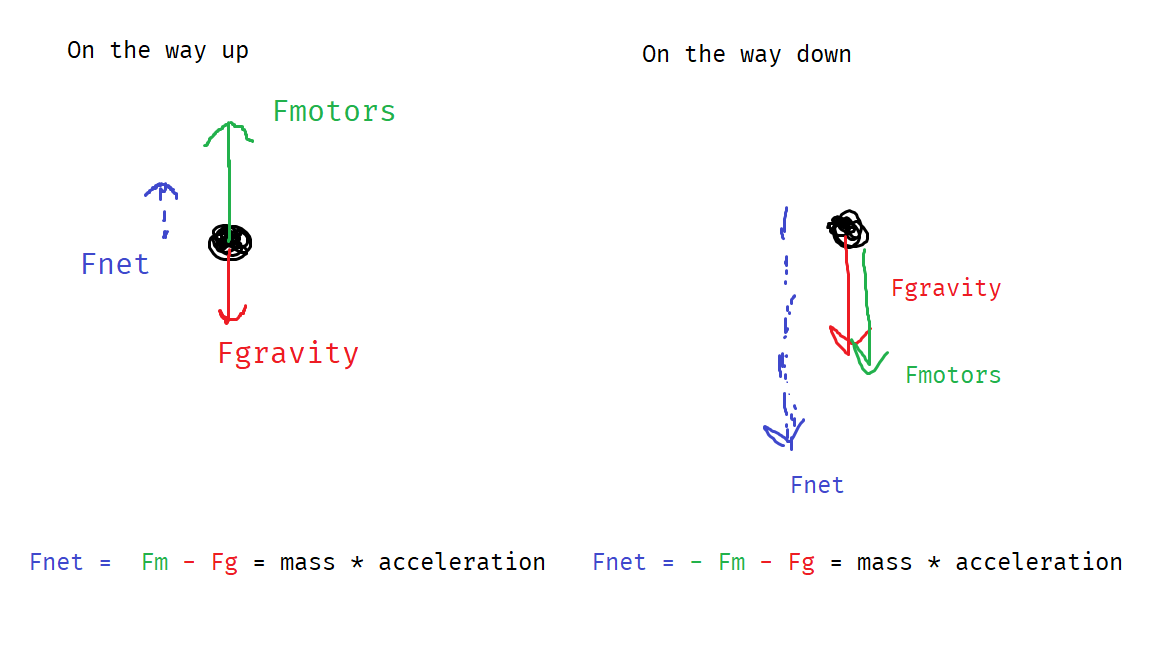 On the way up
Fmotors
Fnet
Fgravity
Fnet = Fm - Fg = mass * acceleration
On the way down
Fgravity
Fmotors
Fnet
Fnet = - Fm - Fg = mass * acceleration